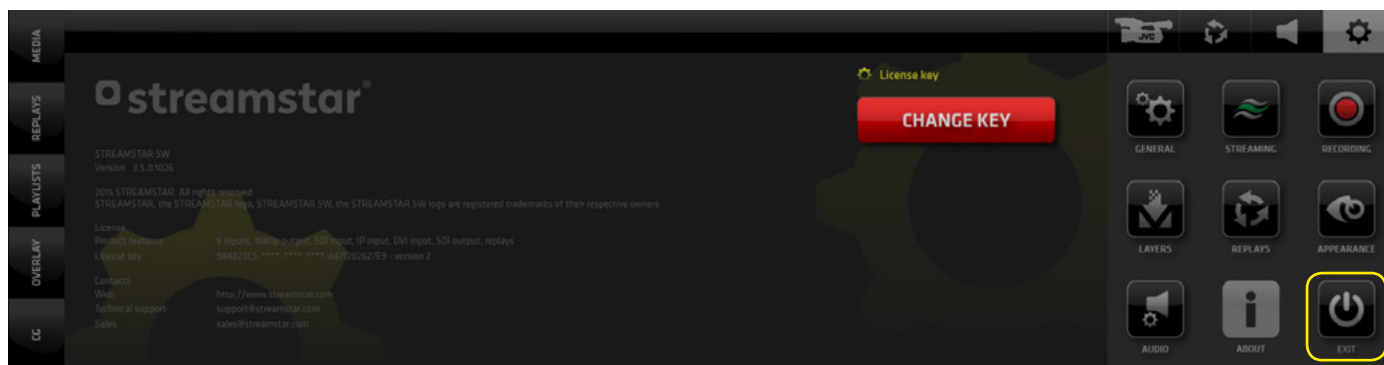 MEDIA
REPLAYS
PLAYLISTS
OVERLAY
CG
streamstar®
STREAMSTAR SW
Version 3.5.0.1026
2015 STREAMSTAR. All rights reserved
STREAMSTAR, the STREAMSTAR logo, STREAMSTAR SW, the STREAMSTAR SW logo are registered trademarks of their respective owners
License
Product features: 6 inputs, 1080p output, SDI input, IP input, DVI input, SDI output, replays
License key: 984823C5-****-****-****-8471202627E9 - version 2
Contacts
Web: http://www.streamstar.com
Technical support: support@streamstar.com
Sales: sales@streamstar.com
License key
CHANGE KEY
JVC
GENERAL STREAMING RECORDING
LAYERS REPLAYS APPEARANCE
AUDIO ABOUT EXIT